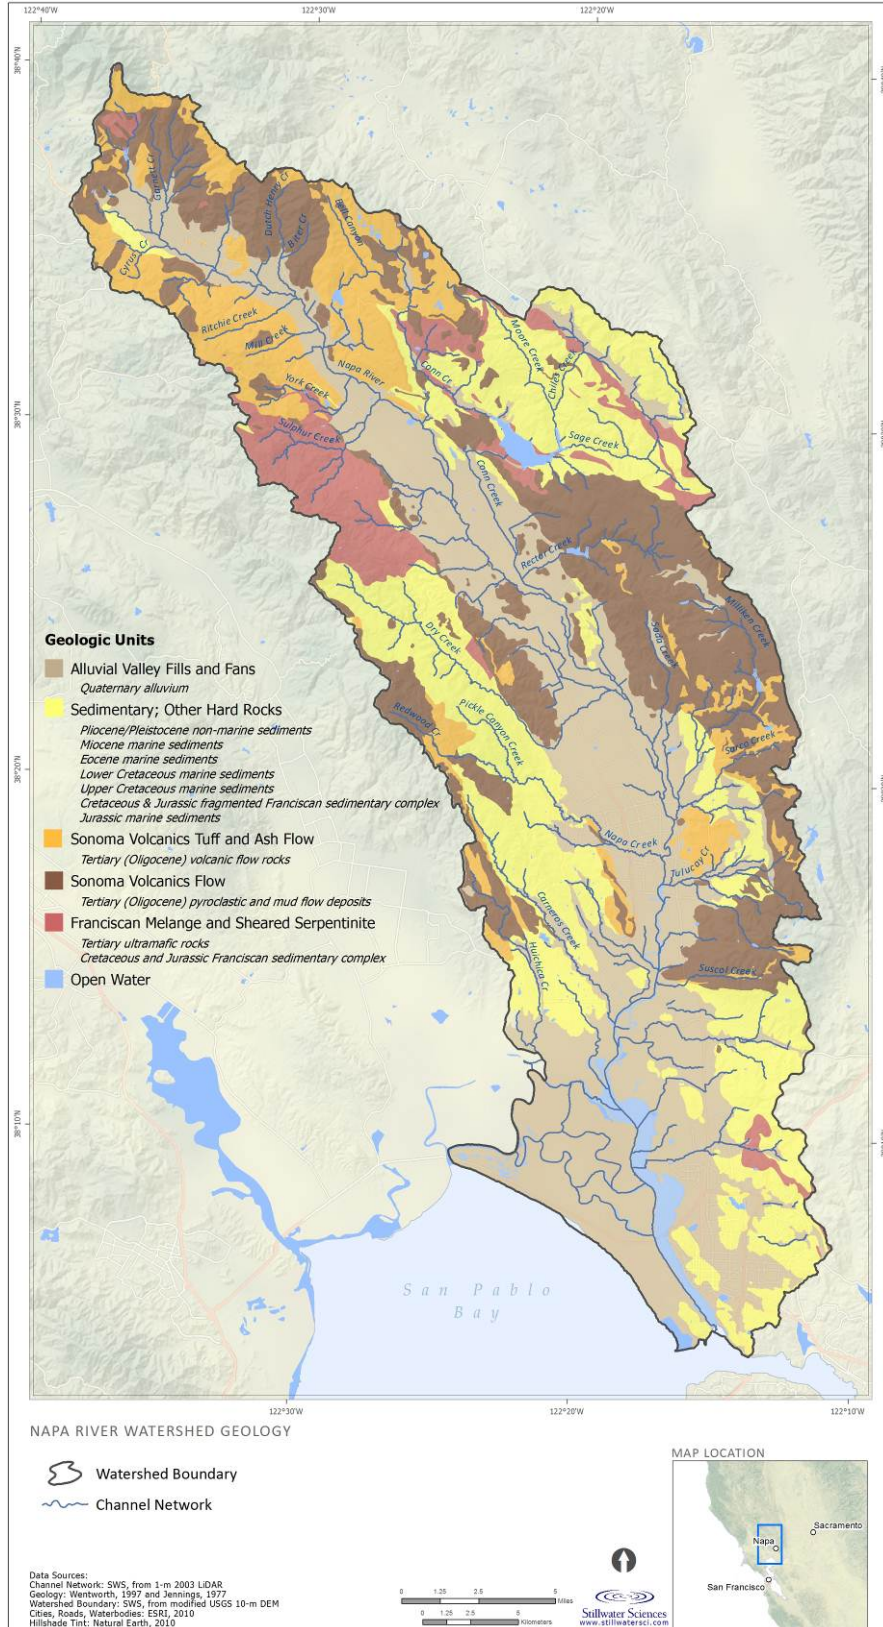 122°40'W
122°30'W
122°20'W
38°40'N
38°30'N
38°20'N
38°10'N
Garnett Cr
Dutch Henry Cr
Biter Cr
Bell Canyon
Cyrus Cr
Ritchie Creek
Mill Creek
York Creek
Napa River
Sulphur Creek
Conn Cr
Moore Creek
Chiles Creek
Sage Creek
Conn Creek
Rector Creek
Milliken Creek
Soda Creek
Dry Creek
Pickle Canyon Creek
Redwood Cr
Sarco Creek
Napa Creek
Tulucay Cr
Carneros Creek
Huichica Cr
Suscol Creek
Geologic Units
Alluvial Valley Fills and Fans
Quaternary alluvium
Sedimentary; Other Hard Rocks
Pliocene/Pleistocene non-marine sediments
Miocene marine sediments
Eocene marine sediments
Lower Cretaceous marine sediments
Upper Cretaceous marine sediments
Cretaceous & Jurassic fragmented Franciscan sedimentary complex
Jurassic marine sediments
Sonoma Volcanics Tuff and Ash Flow
Tertiary (Oligocene) volcanic flow rocks
Sonoma Volcanics Flow
Tertiary (Oligocene) pyroclastic and mud flow deposits
Franciscan Melange and Sheared Serpentinite
Tertiary ultramafic rocks
Cretaceous and Jurassic Franciscan sedimentary complex
Open Water
San Pablo
Bay
122°30'W
122°20'W
122°10'W
NAPA RIVER WATERSHED GEOLOGY
Watershed Boundary
Channel Network
MAP LOCATION
Sacramento
Napa
San Francisco
Data Sources:
Channel Network: SWS, from 1-m 2003 LiDAR
Geology: Wentworth, 1997 and Jennings, 1977
Watershed Boundary: SWS, from modified USGS 10-m DEM
Cities, Roads, Waterbodies: ESRI, 2010
Hillshade Tint: Natural Earth, 2010
0 1.25 2.5 5
Miles
0 1.25 2.5 5
Kilometers
Stillwater Sciences
www.stillwatersci.com